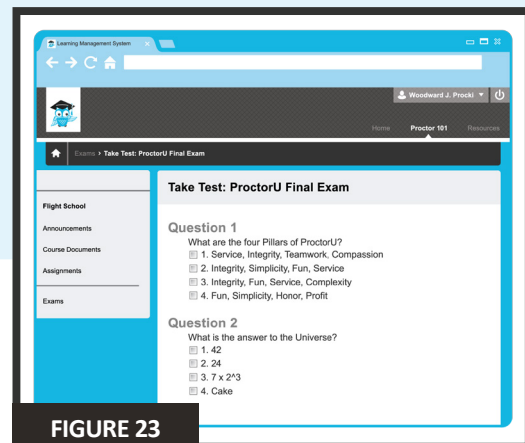 Learning Management System
Woodward J. Procki
Home Proctor 101 Resources
Exams › Take Test: ProctorU Final Exam
Flight School
Announcements
Course Documents
Assignments
Exams
Take Test: ProctorU Final Exam
Question 1
What are the four Pillars of ProctorU?
1. Service, Integrity, Teamwork, Compassion
2. Integrity, Simplicity, Fun, Service
3. Integrity, Fun, Service, Complexity
4. Fun, Simplicity, Honor, Profit
Question 2
What is the answer to the Universe?
1. 42
2. 24
3. 7 x 2^3
4. Cake
FIGURE 23